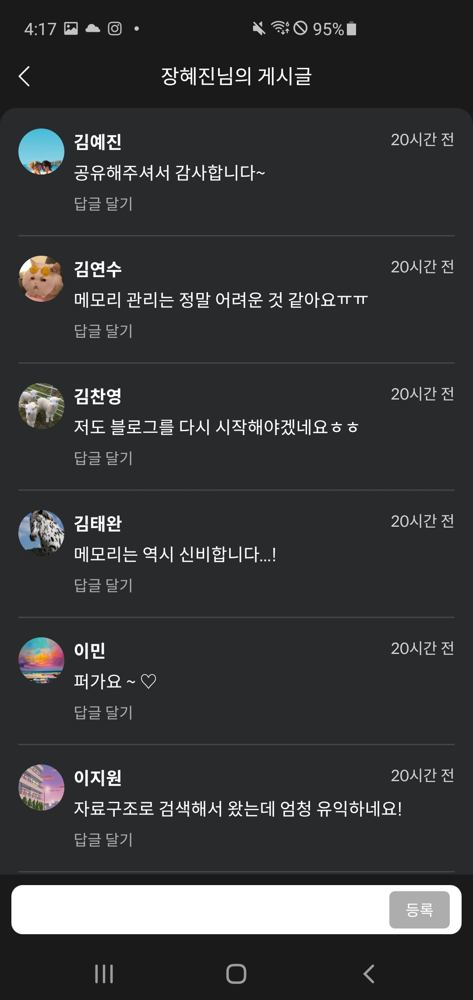 4:17
6
95%
장혜진님의 게시글
김예진
20시간 전
공유해주셔서 감사합니다~
답글 달기
김연수
20시간 전
메모리 관리는 정말 어려운 것 같아요ㅠㅠ
답글 달기
김찬영
20시간 전
저도 블로그를 다시 시작해야겠네요ㅎㅎ
답글 달기
김태완
20시간 전
메모리는 역시 신비합니다...!
답글 달기
이민
20시간 전
퍼가요 ~ ♡
답글 달기
이지원
20시간 전
자료구조로 검색해서 왔는데 엄청 유익하네요!
답글 달기
등록